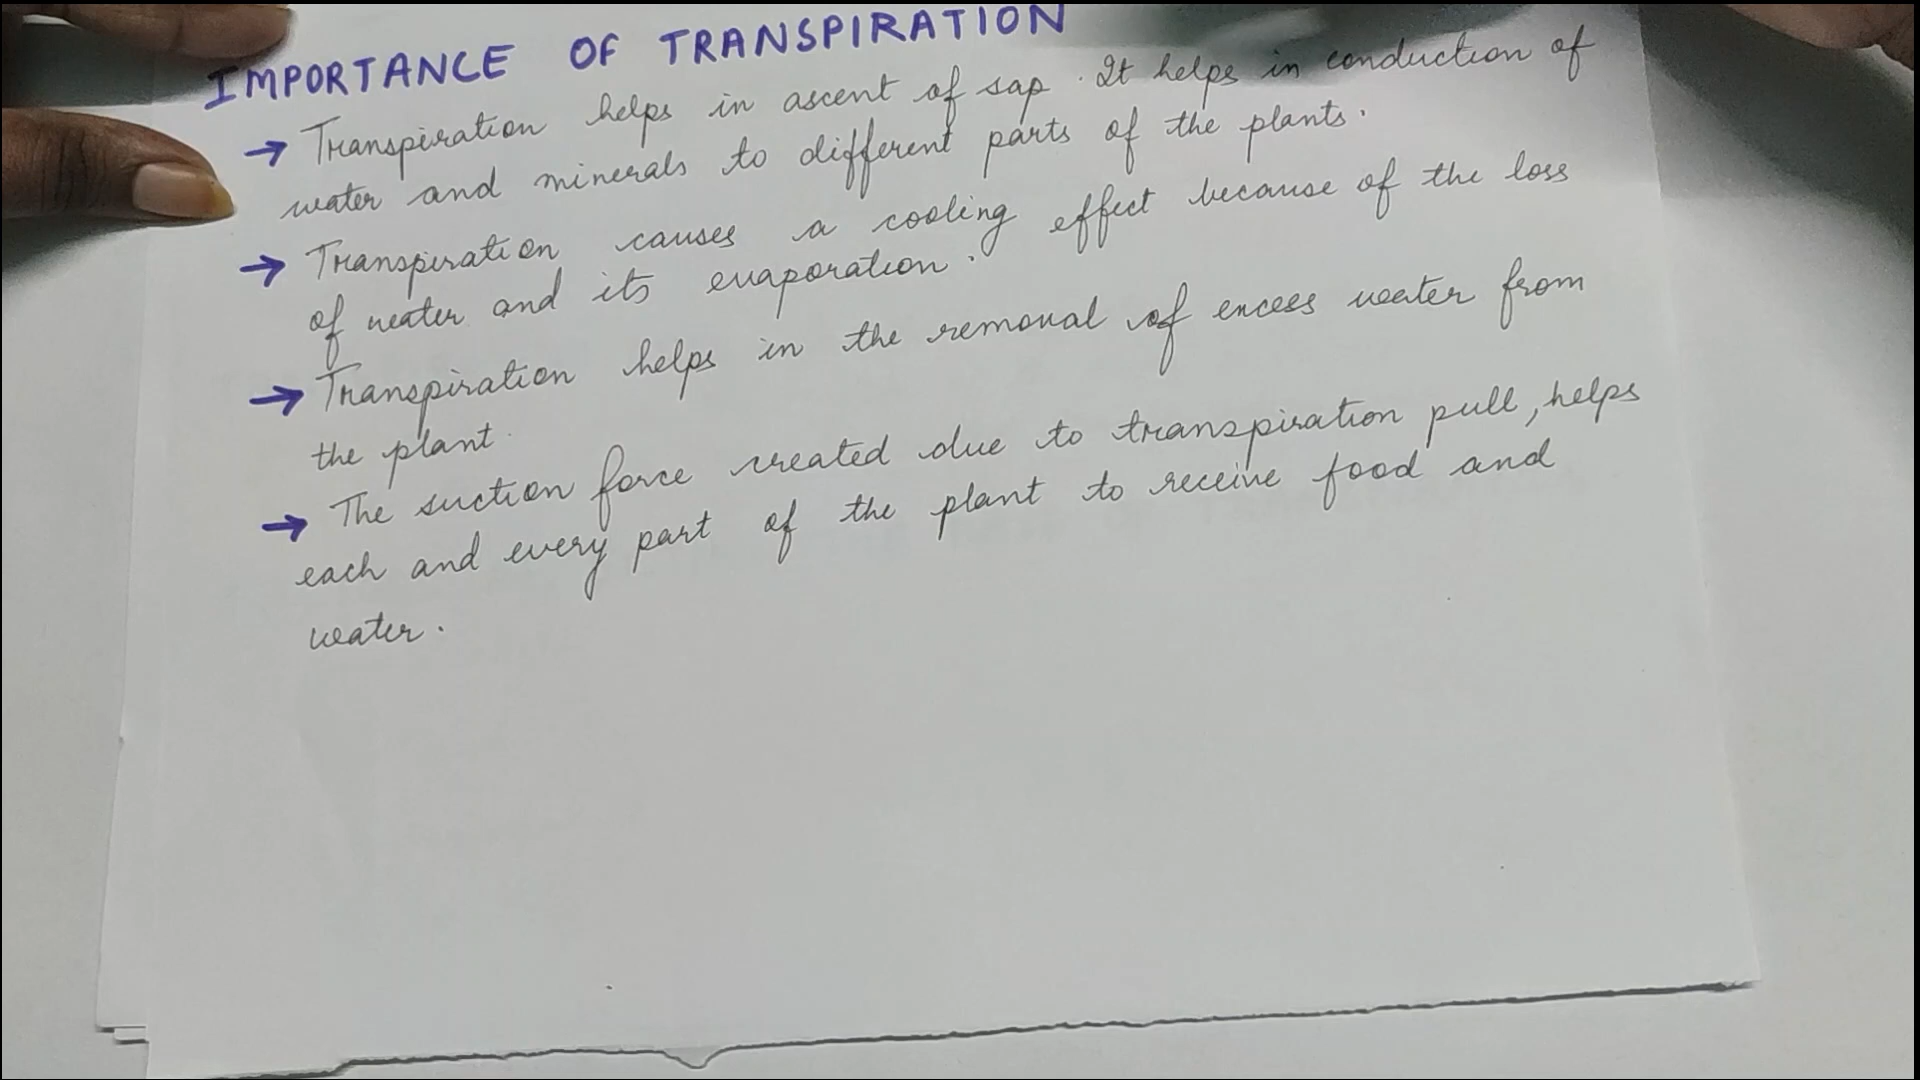 IMPORTANCE OF TRANSPIRATION
→ Transpiration helps in ascent of sap. It helps in conduction of
water and minerals to different parts of the plants.
→ Transpiration causes a cooling effect because of the loss
of water and its evaporation.
→ Transpiration helps in the removal of excess water from
the plant.
→ The suction force created due to transpiration pull, helps
each and every part of the plant to receive food and
water.